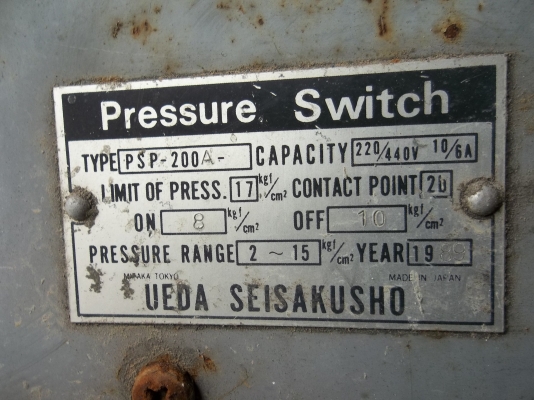 Pressure Switch
TYPE PSP-200A- CAPACITY 220/440V 10/6A
LIMIT OF PRESS. 17 kgf/cm² CONTACT POINT 2b
ON 8 kgf/cm² OFF 10 kgf/cm²
PRESSURE RANGE 2 ~ 15 kgf/cm² YEAR 19
MITAKA TOKYO MADE IN JAPAN
UEDA SEISAKUSHO